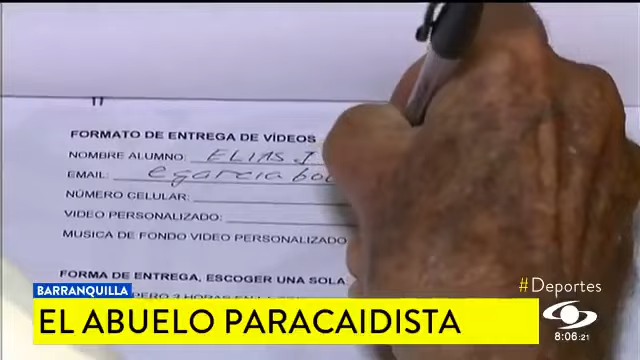 FORMATO DE ENTREGA DE VÍDEOS
NOMBRE ALUMNO: ELIAS J
EMAIL: egarcia
NÚMERO CELULAR:
VIDEO PERSONALIZADO:
MUSICA DE FONDO VIDEO PERSONALIZADO
FORMA DE ENTREGA, ESCOGER UNA SOLA
#Deportes
BARRANQUILLA
EL ABUELO PARACAIDISTA
8:06:21